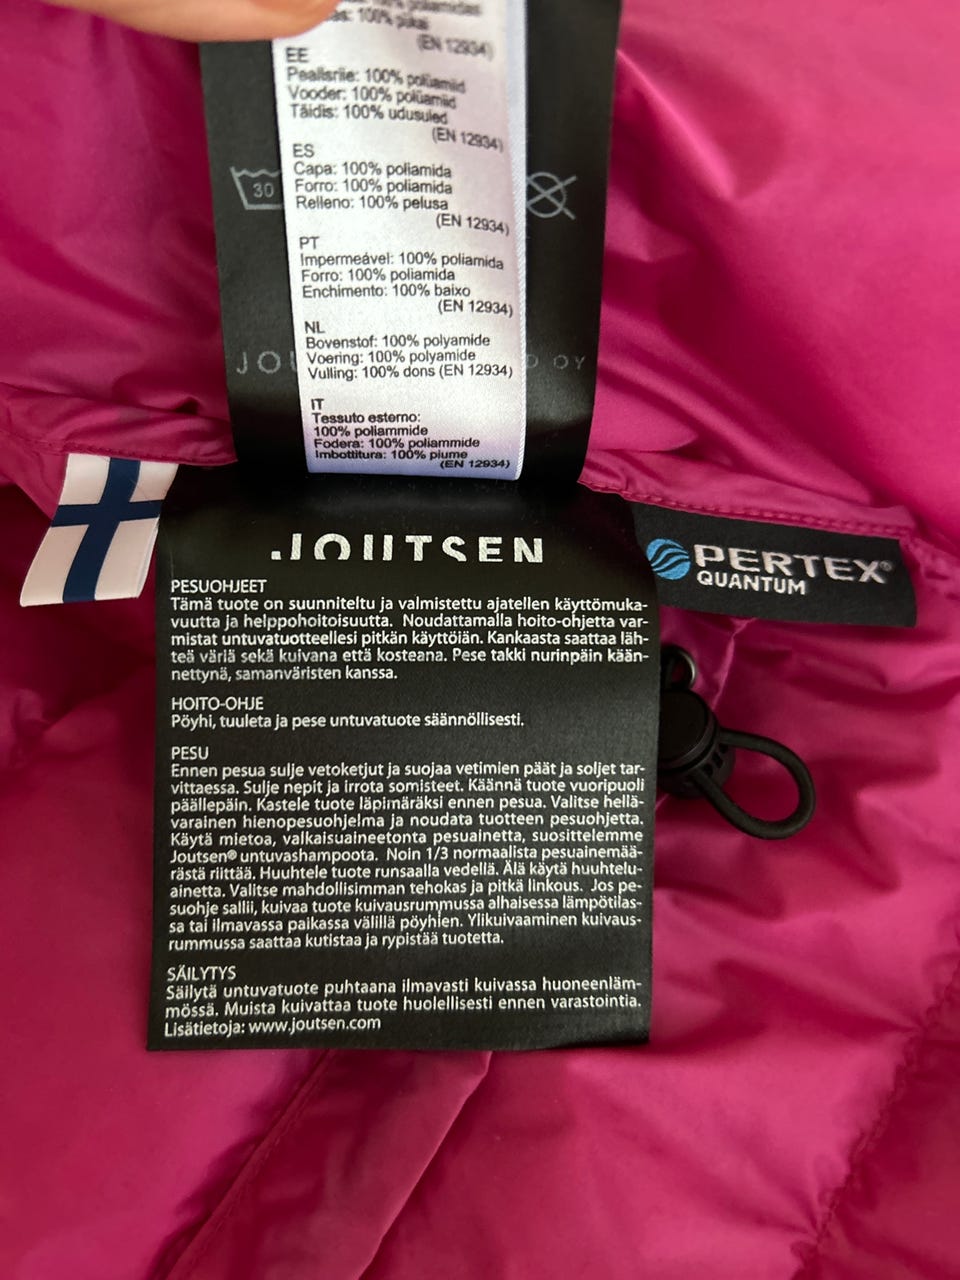 100% pūkas
(EN 12934)
EE
Pealisriie: 100% polüamiid
Vooder: 100% polüamiid
Täidis: 100% udusuled
(EN 12934)
ES
Capa: 100% poliamida
Forro: 100% poliamida
Relleno: 100% pelusa
(EN 12934)
PT
Impermeável: 100% poliamida
Forro: 100% poliamida
Enchimento: 100% baixo
(EN 12934)
NL
Bovenstof: 100% polyamide
Voering: 100% polyamide
Vulling: 100% dons (EN 12934)
IT
Tessuto esterno:
100% poliammide
Fodera: 100% poliammide
Imbottitura: 100% piume
(EN 12934)
30
OY
JOUTSEN
PERTEX®
QUANTUM
PESUOHJEET
Tämä tuote on suunniteltu ja valmistettu ajatellen käyttömuka-
vuutta ja helppohoitoisuutta. Noudattamalla hoito-ohjetta var-
mistat untuvatuotteellesi pitkän käyttöiän. Kankaasta saattaa läh-
teä väriä sekä kuivana että kosteana. Pese takki nurinpäin kään-
nettynä, samanväristen kanssa.
HOITO-OHJE
Pöyhi, tuuleta ja pese untuvatuote säännöllisesti.
PESU
Ennen pesua sulje vetoketjut ja suojaa vetimien päät ja soljet tar-
vittaessa. Sulje nepit ja irrota somisteet. Käännä tuote vuoripuoli
päällepäin. Kastele tuote läpimäräksi ennen pesua. Valitse hellä-
varainen hienopesuohjelma ja noudata tuotteen pesuohjetta.
Käytä mietoa, valkaisuaineetonta pesuainetta, suosittelemme
Joutsen® untuvashampoota. Noin 1/3 normaalista pesuainemää-
rästä riittää. Huuhtele tuote runsaalla vedellä. Älä käytä huuhtelu-
ainetta. Valitse mahdollisimman tehokas ja pitkä linkous. Jos pe-
suohje sallii, kuivaa tuote kuivausrummussa alhaisessa lämpötilas-
sa tai ilmavassa paikassa välillä pöyhien. Ylikuivaaminen kuivaus-
rummussa saattaa kutistaa ja rypistää tuotetta.
SÄILYTYS
Säilytä untuvatuote puhtaana ilmavasti kuivassa huoneenläm-
mössä. Muista kuivattaa tuote huolellisesti ennen varastointia.
Lisätietoja: www.joutsen.com